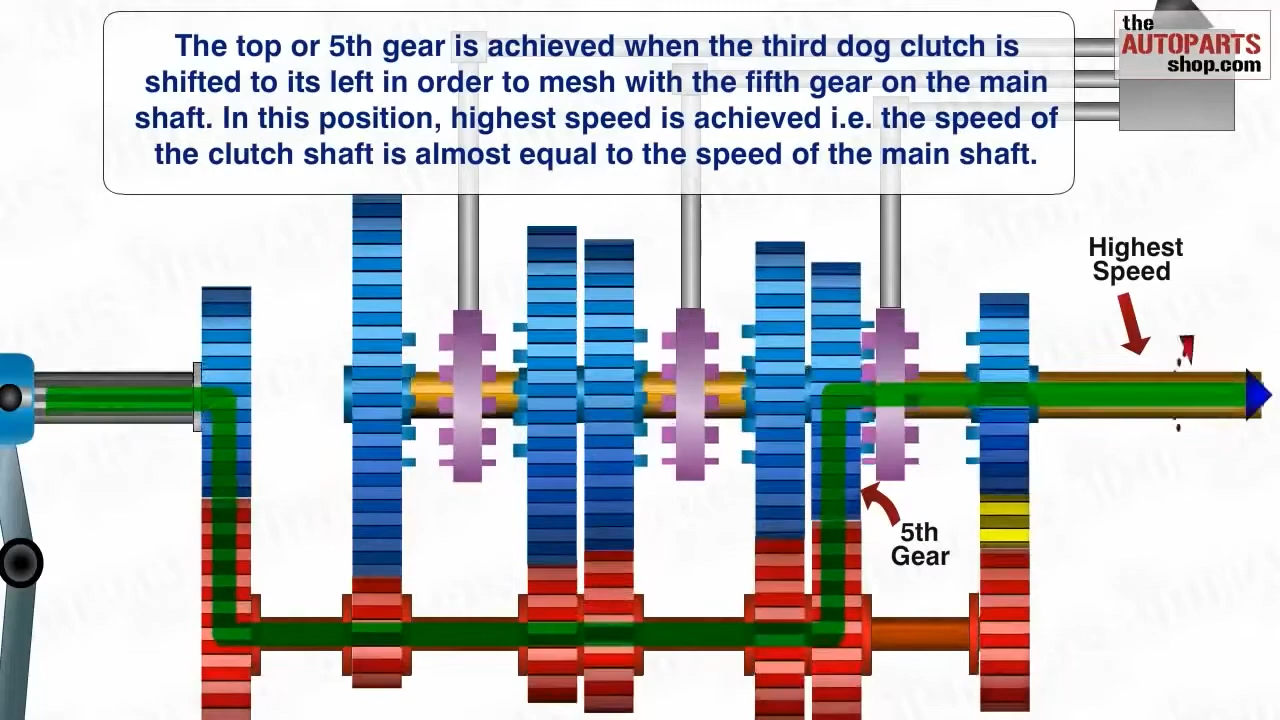 The top or 5th gear is achieved when the third dog clutch is
shifted to its left in order to mesh with the fifth gear on the main
shaft. In this position, highest speed is achieved i.e. the speed of
the clutch shaft is almost equal to the speed of the main shaft.
the
AUTOPARTS
shop.com
Highest
Speed
5th
Gear